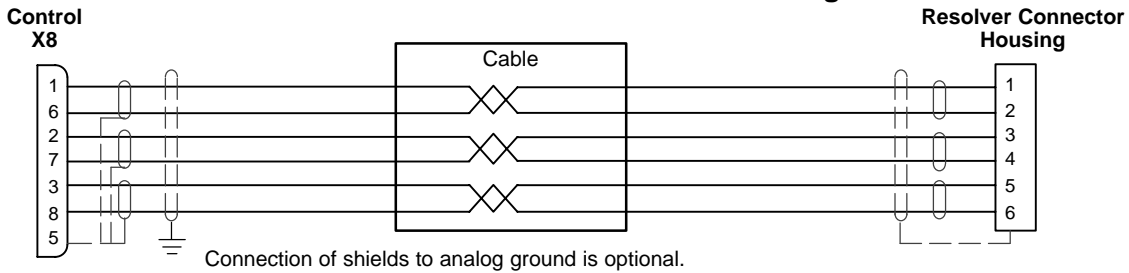 Control
X8
Resolver Connector
Housing
Cable
1
6
2
7
3
8
5
1
2
3
4
5
6
Connection of shields to analog ground is optional.